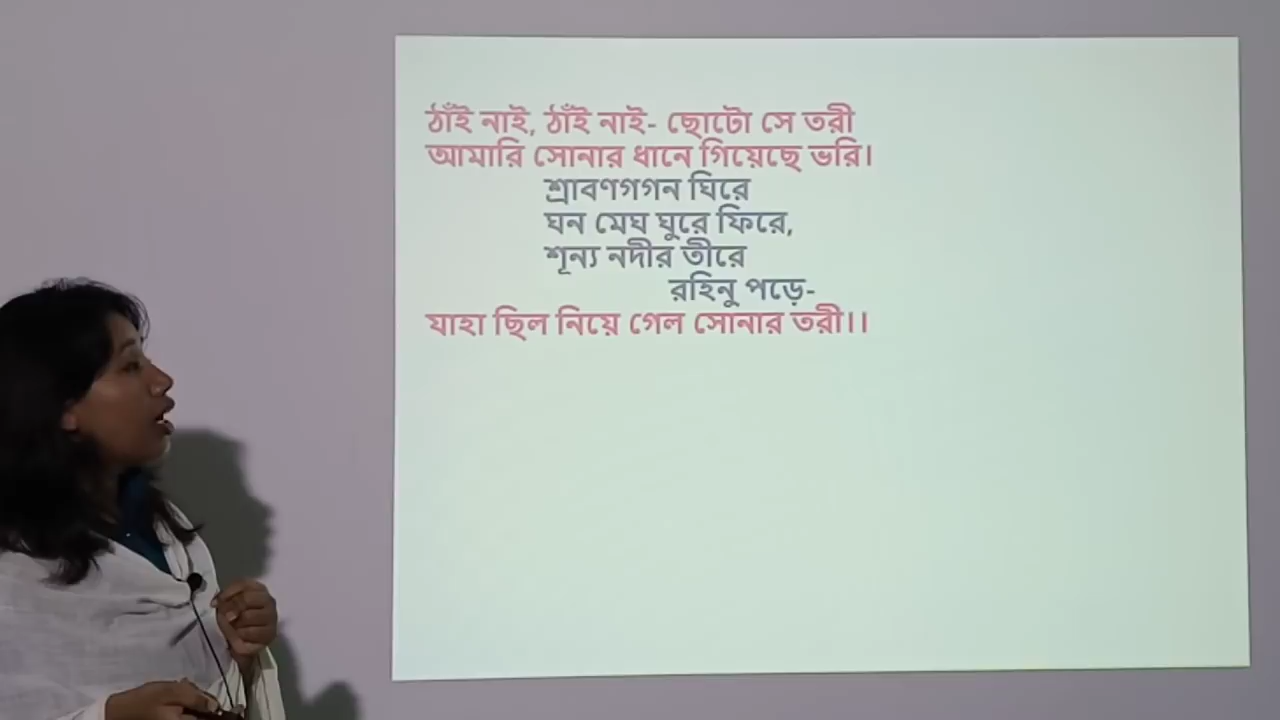 ঠাঁই নাই, ঠাঁই নাই- ছোটো সে তরী
আমারি সোনার ধানে গিয়েছে ভরি।
শ্রাবণগগন ঘিরে
ঘন মেঘ ঘুরে ফিরে,
শূন্য নদীর তীরে
রহিনু পড়ে-
যাহা ছিল নিয়ে গেল সোনার তরী।।